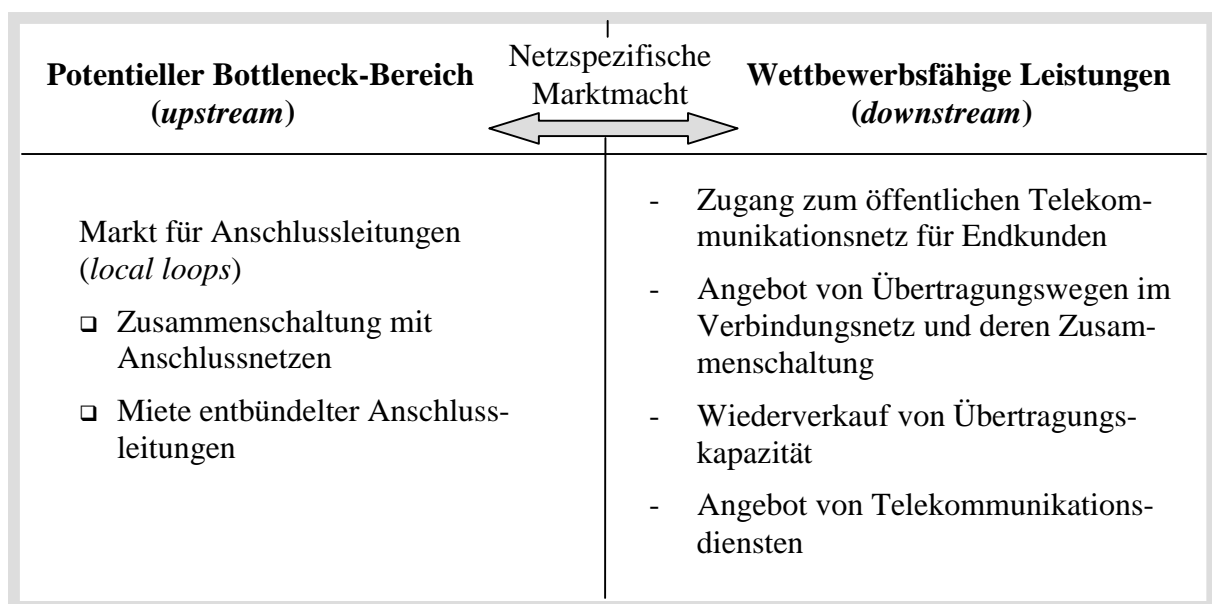 Potentieller Bottleneck-Bereich
(upstream)
Netzspezifische
Marktmacht
Wettbewerbsfähige Leistungen
(downstream)
Markt für Anschlussleitungen
(local loops)
❑ Zusammenschaltung mit
Anschlussnetzen
❑ Miete entbündelter Anschluss-
leitungen
- Zugang zum öffentlichen Telekom-
munikationsnetz für Endkunden
- Angebot von Übertragungswegen im
Verbindungsnetz und deren Zusam-
menschaltung
- Wiederverkauf von Übertragungs-
kapazität
- Angebot von Telekommunikations-
diensten